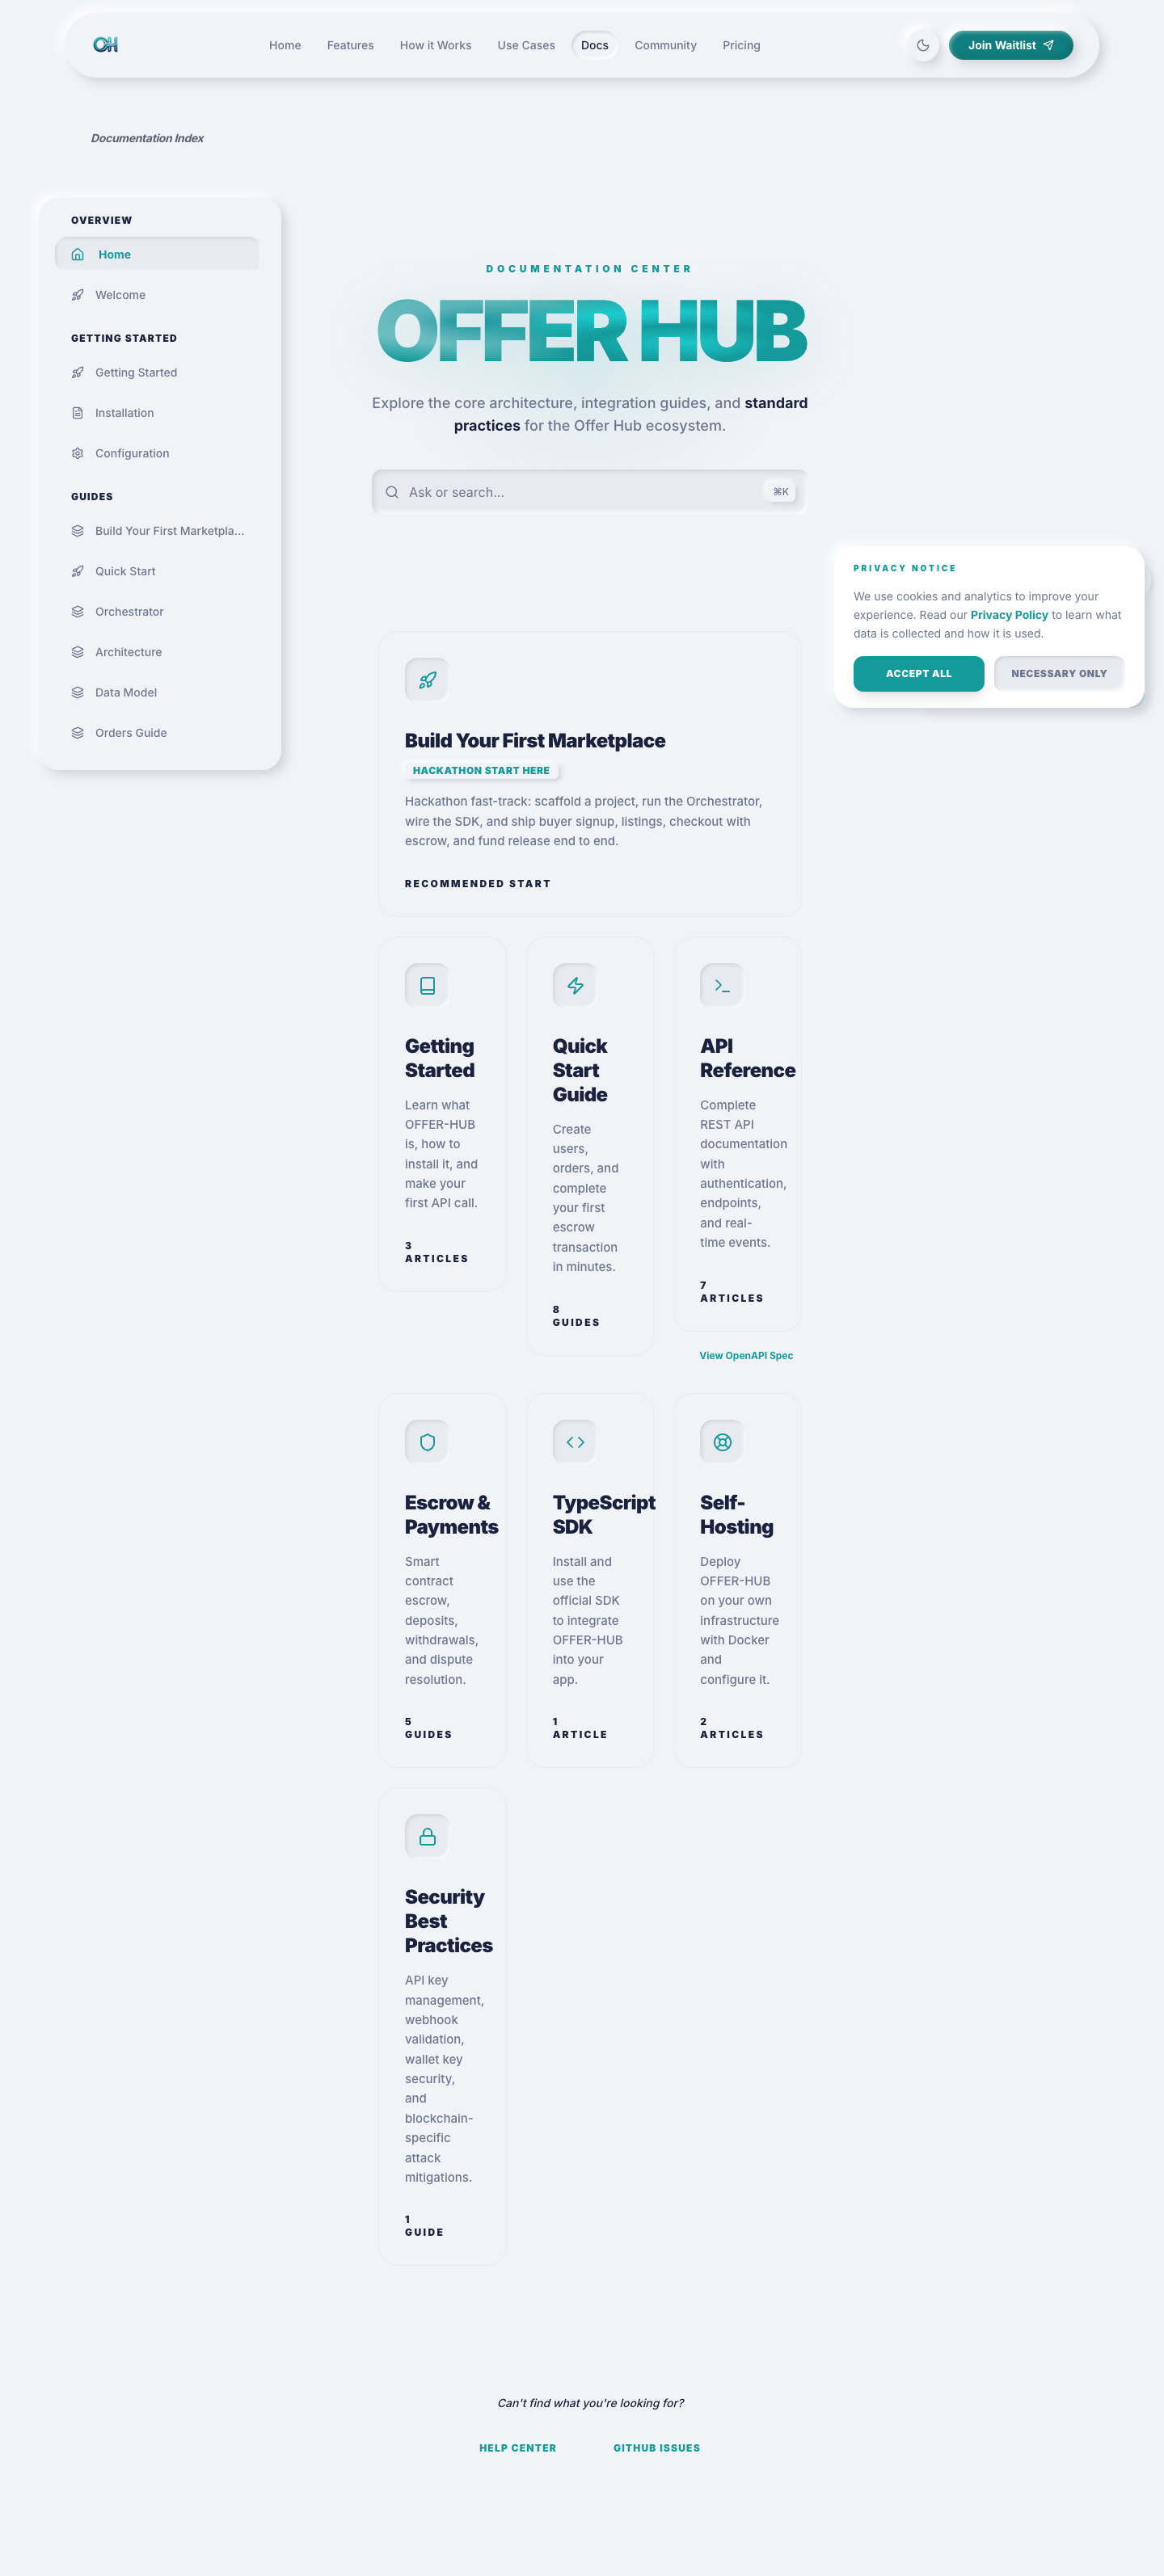 OH
Home
Features
How it Works
Use Cases
Docs
Community
Pricing
Join Waitlist
Documentation Index
OVERVIEW
Home
Welcome
GETTING STARTED
Getting Started
Installation
Configuration
GUIDES
Build Your First Marketpla...
Quick Start
Orchestrator
Architecture
Data Model
Orders Guide
DOCUMENTATION CENTER
OFFER HUB
Explore the core architecture, integration guides, and standard
practices for the Offer Hub ecosystem.
Ask or search...
⌘K
PRIVACY NOTICE
We use cookies and analytics to improve your
experience. Read our Privacy Policy to learn what
data is collected and how it is used.
ACCEPT ALL
NECESSARY ONLY
Build Your First Marketplace
HACKATHON START HERE
Hackathon fast-track: scaffold a project, run the Orchestrator,
wire the SDK, and ship buyer signup, listings, checkout with
escrow, and fund release end to end.
RECOMMENDED START
Getting
Started
Learn what
OFFER-HUB
is, how to
install it, and
make your
first API call.
3
ARTICLES
Quick
Start
Guide
Create
users,
orders, and
complete
your first
escrow
transaction
in minutes.
8
GUIDES
API
Reference
Complete
REST API
documentation
with
authentication,
endpoints,
and real-
time events.
7
ARTICLES
View OpenAPI Spec
Escrow &
Payments
Smart
contract
escrow,
deposits,
withdrawals,
and dispute
resolution.
5
GUIDES
TypeScript
SDK
Install and
use the
official SDK
to integrate
OFFER-HUB
into your
app.
1
ARTICLE
Self-
Hosting
Deploy
OFFER-HUB
on your own
infrastructure
with Docker
and
configure it.
2
ARTICLES
Security
Best
Practices
API key
management,
webhook
validation,
wallet key
security,
and
blockchain-
specific
attack
mitigations.
1
GUIDE
Can't find what you're looking for?
HELP CENTER
GITHUB ISSUES